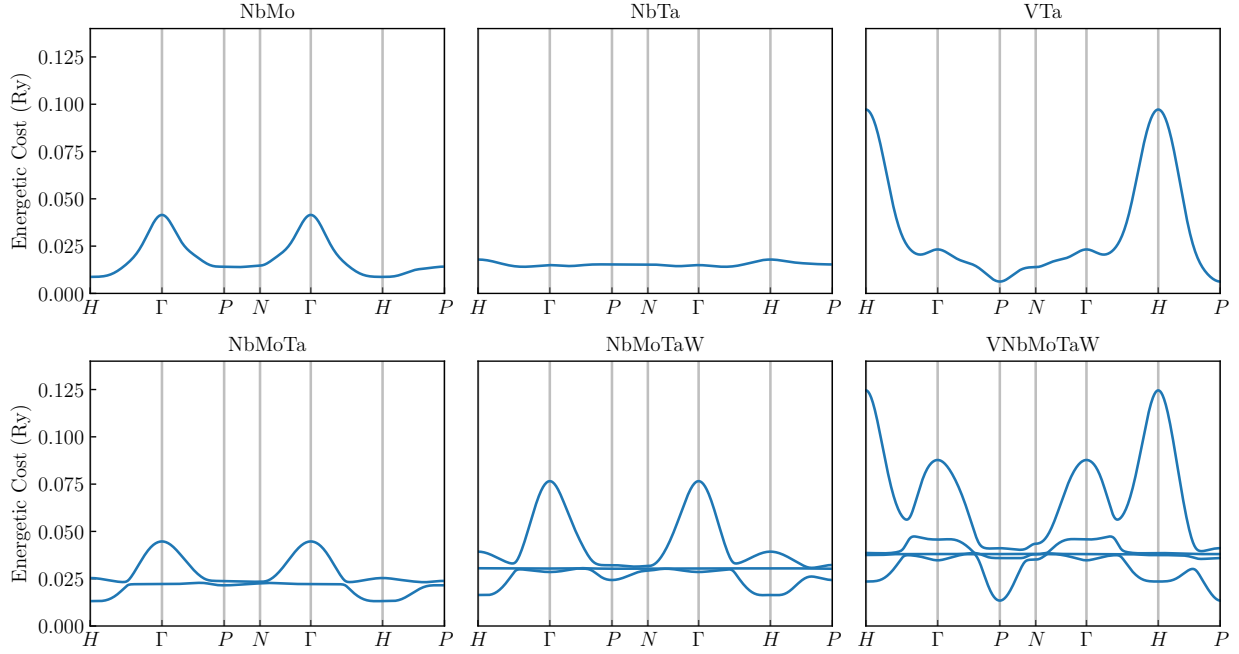 NbMo
NbTa
VTa
Energetic Cost (Ry)
0.125
0.100
0.075
0.050
0.025
0.000
H Γ P N Γ H P
H Γ P N Γ H P
H Γ P N Γ H P
NbMoTa
NbMoTaW
VNbMoTaW
Energetic Cost (Ry)
0.125
0.100
0.075
0.050
0.025
0.000
H Γ P N Γ H P
H Γ P N Γ H P
H Γ P N Γ H P